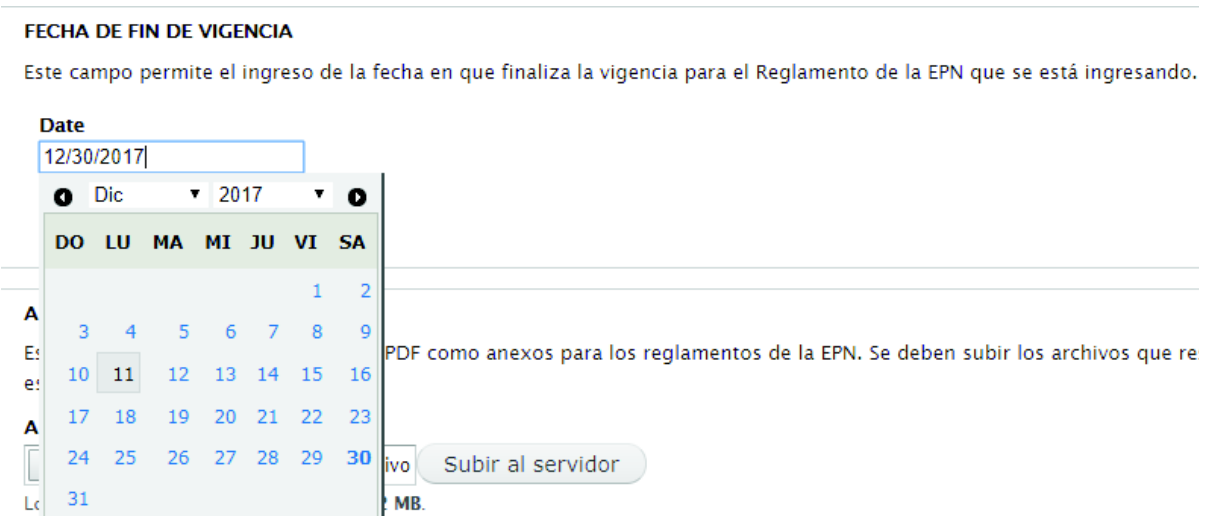 FECHA DE FIN DE VIGENCIA
Este campo permite el ingreso de la fecha en que finaliza la vigencia para el Reglamento de la EPN que se está ingresando.
Date
12/30/2017
Dic 2017
DO LU MA MI JU VI SA
1 2
3 4 5 6 7 8 9
PDF como anexos para los reglamentos de la EPN. Se deben subir los archivos que
10 11 12 13 14 15 16
17 18 19 20 21 22 23
24 25 26 27 28 29 30
Subir al servidor
31
MB.